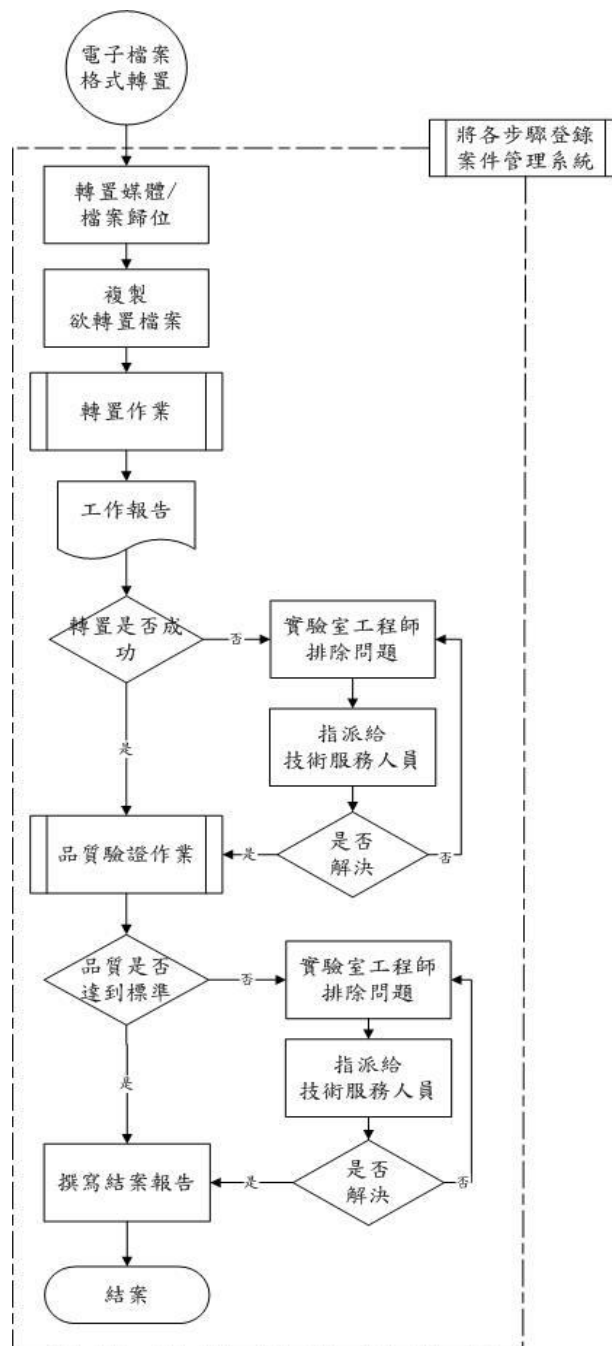 電子檔案
格式轉置
將各步驟登錄
案件管理系統
轉置媒體/
檔案歸位
複製
欲轉置檔案
轉置作業
工作報告
轉置是否成
功
否
實驗室工程師
排除問題
指派給
技術服務人員
是
是否
解決
是
否
品質驗證作業
品質是否
達到標準
否
實驗室工程師
排除問題
指派給
技術服務人員
是
是否
解決
是
否
撰寫結案報告
結案